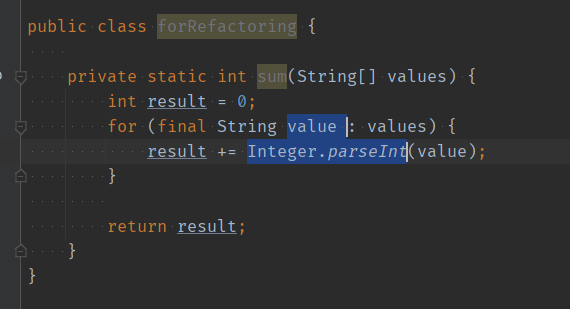 public class forRefactoring {
private static int sum(String[] values) {
int result = 0;
for (final String value : values) {
result += Integer.parseInt(value);
}
return result;
}
}